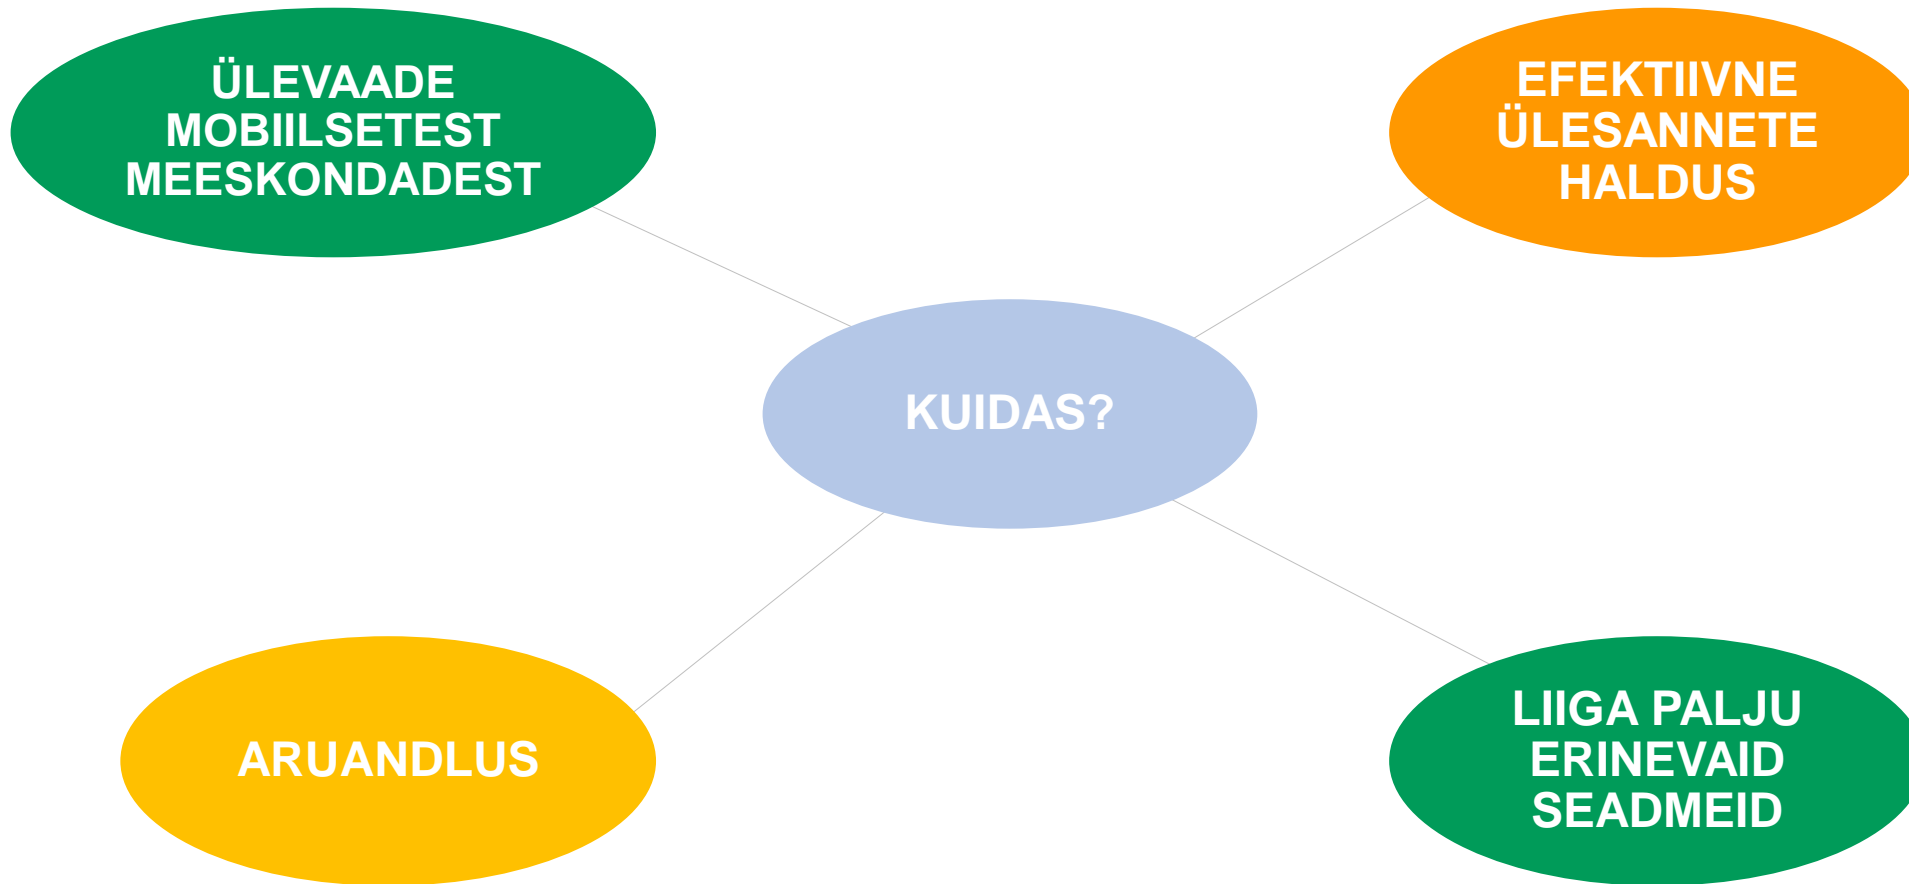 ÜLEVAADE
MOBIILSETEST
MEESKONDADEST
EFEKTIIVNE
ÜLESANNETE
HALDUS
KUIDAS?
ARUANDLUS
LIIGA PALJU
ERINEVAID
SEADMEID